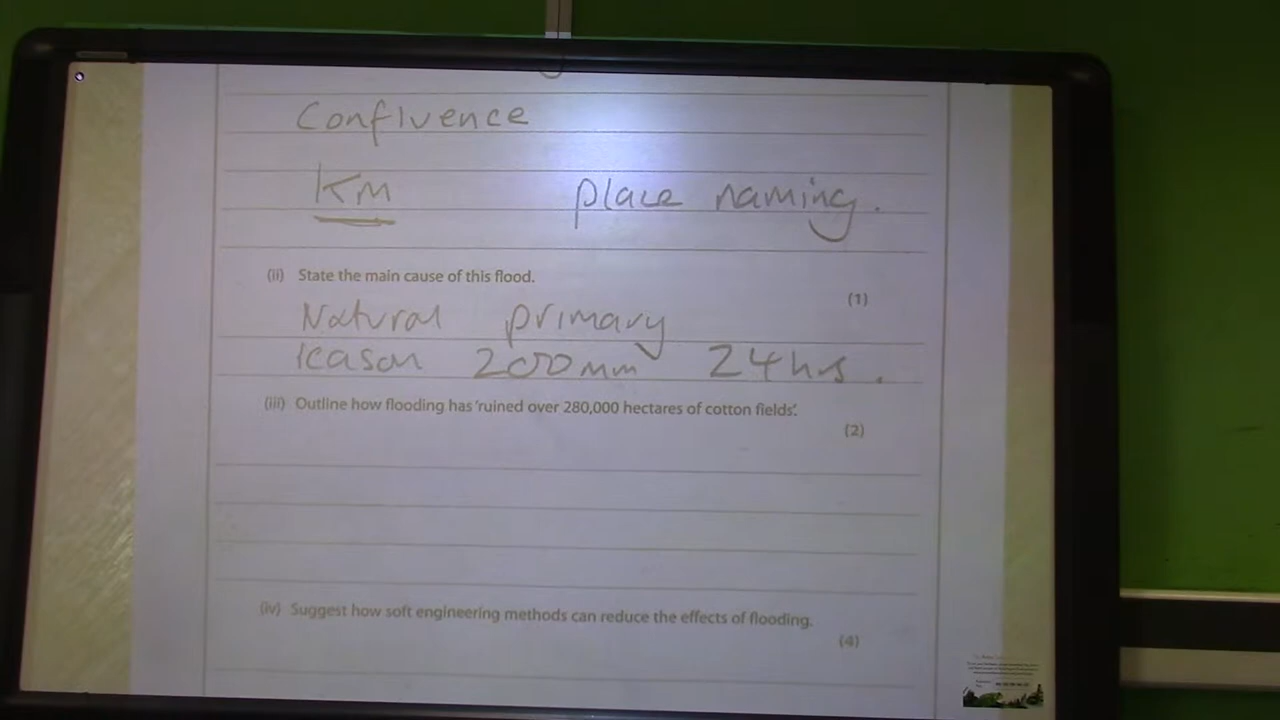 Confluence
Km place naming.
(ii) State the main cause of this flood.
(1)
Natural primary
reason 200mm 24hrs.
(iii) Outline how flooding has 'ruined over 280,000 hectares of cotton fields'.
(2)
(iv) Suggest how soft engineering methods can reduce the effects of flooding.
(4)